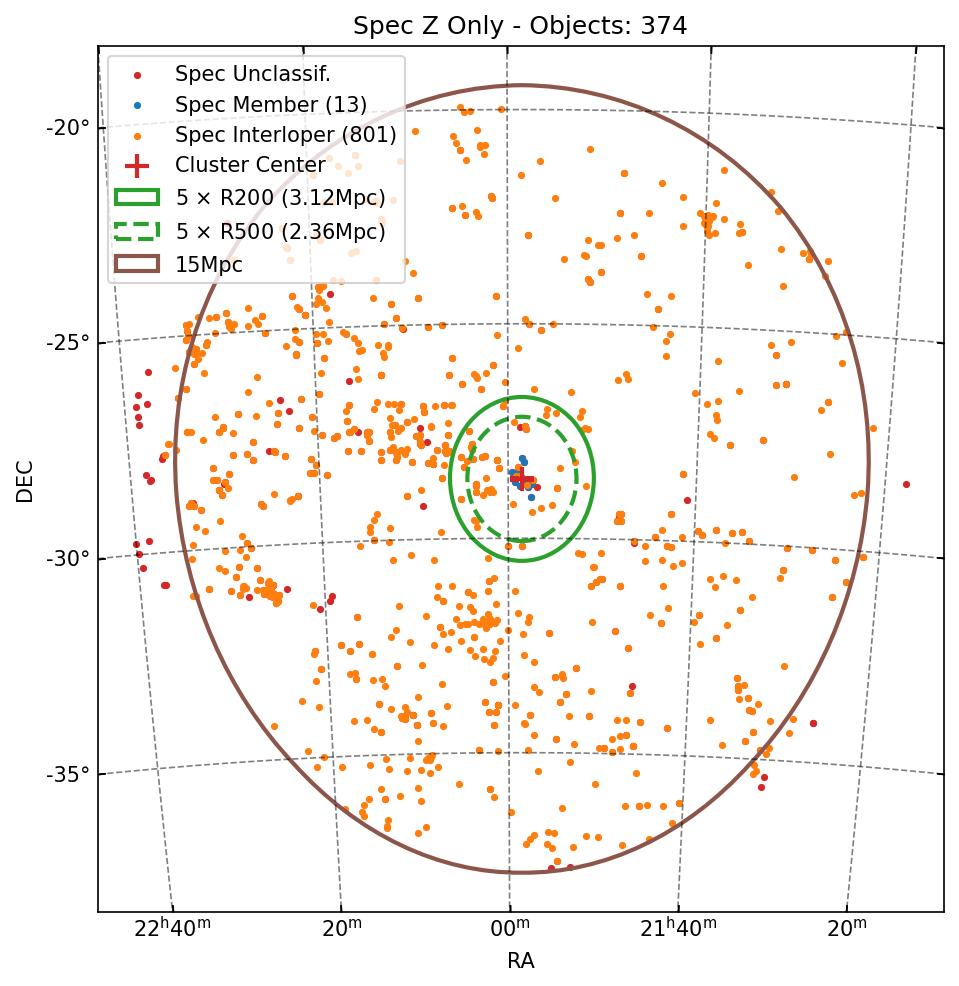 Spec Z Only - Objects: 374
Spec Unclassif.
Spec Member (13)
Spec Interloper (801)
Cluster Center
5 × R200 (3.12Mpc)
5 × R500 (2.36Mpc)
15Mpc
-20°
-25°
-30°
-35°
DEC
22ʰ40ᵐ
20ᵐ
00ᵐ
21ʰ40ᵐ
20ᵐ
RA